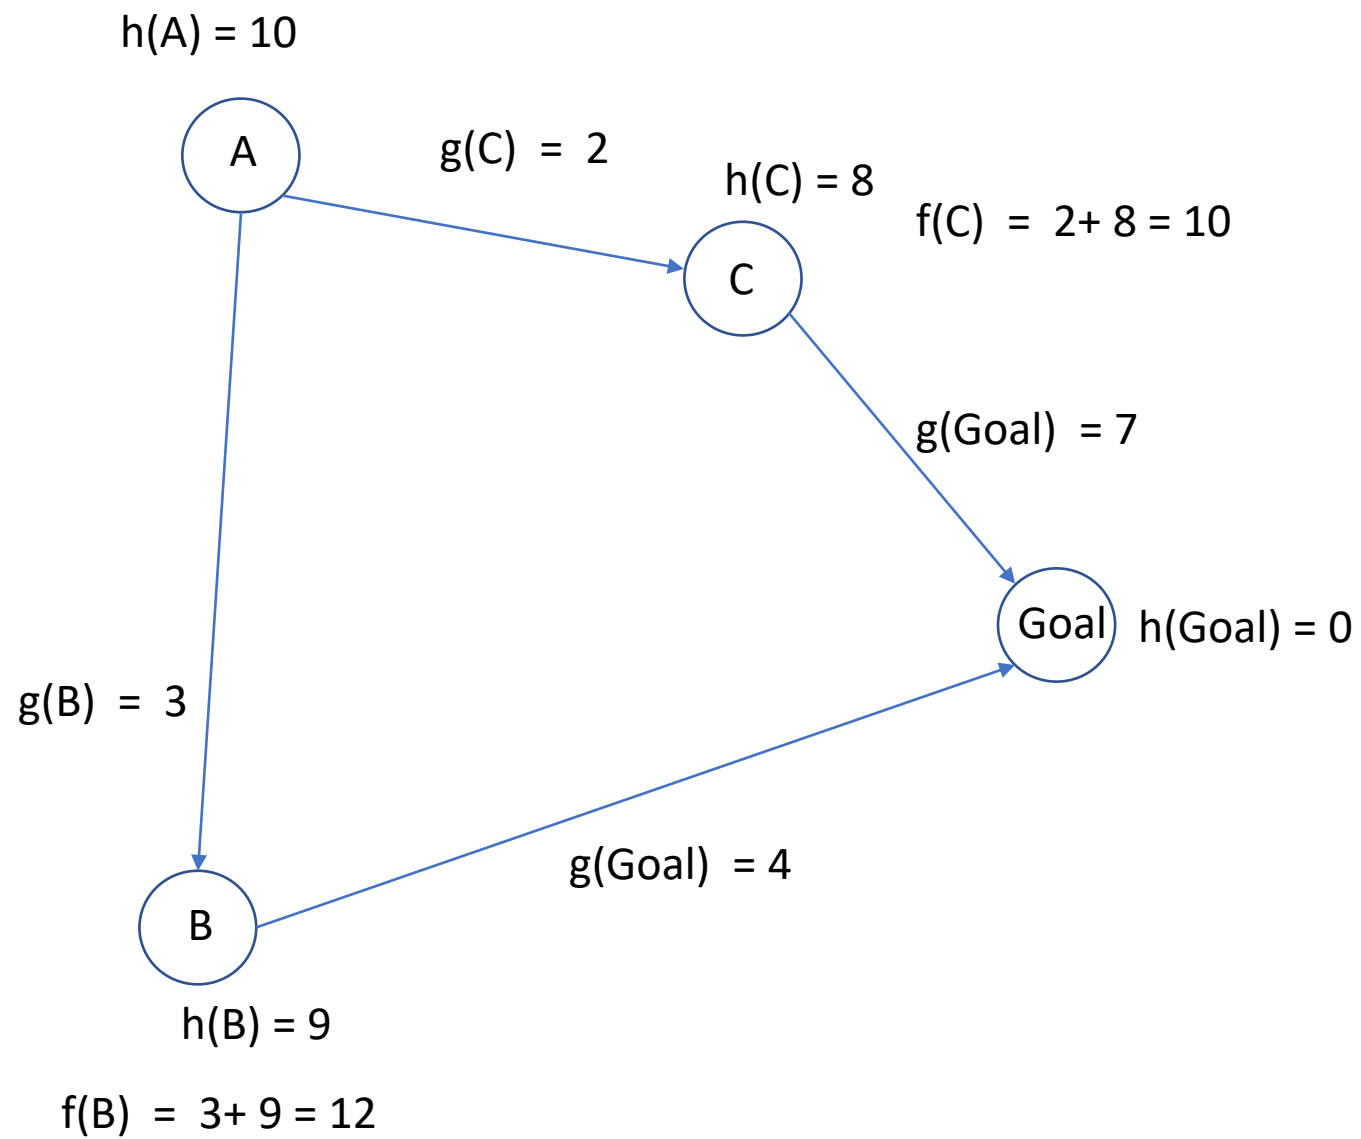 h(A) = 10
A
g(C) = 2
h(C) = 8
f(C) = 2+ 8 = 10
C
g(Goal) = 7
Goal
h(Goal) = 0
g(B) = 3
g(Goal) = 4
B
h(B) = 9
f(B) = 3+ 9 = 12